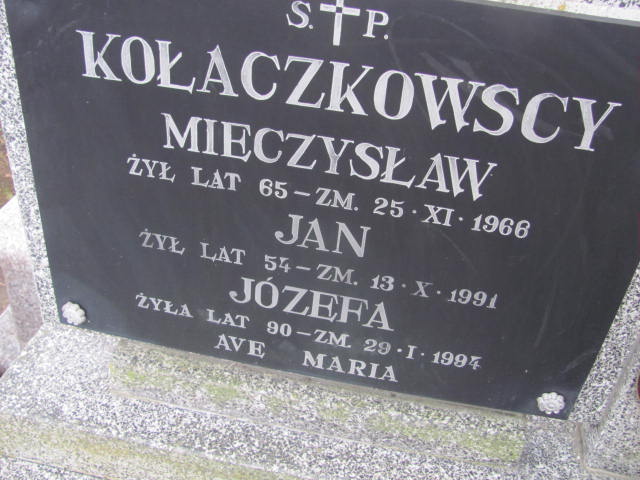 S. P.
KOŁACZKOWSCY
MIECZYSŁAW
ŻYŁ LAT 65 – ZM. 25 · XI · 1966
JAN
ŻYŁ LAT 54 – ZM. 13 · X · 1991
JÓZEFA
ŻYŁA LAT 90 – ZM. 29 · I · 1994
AVE MARIA